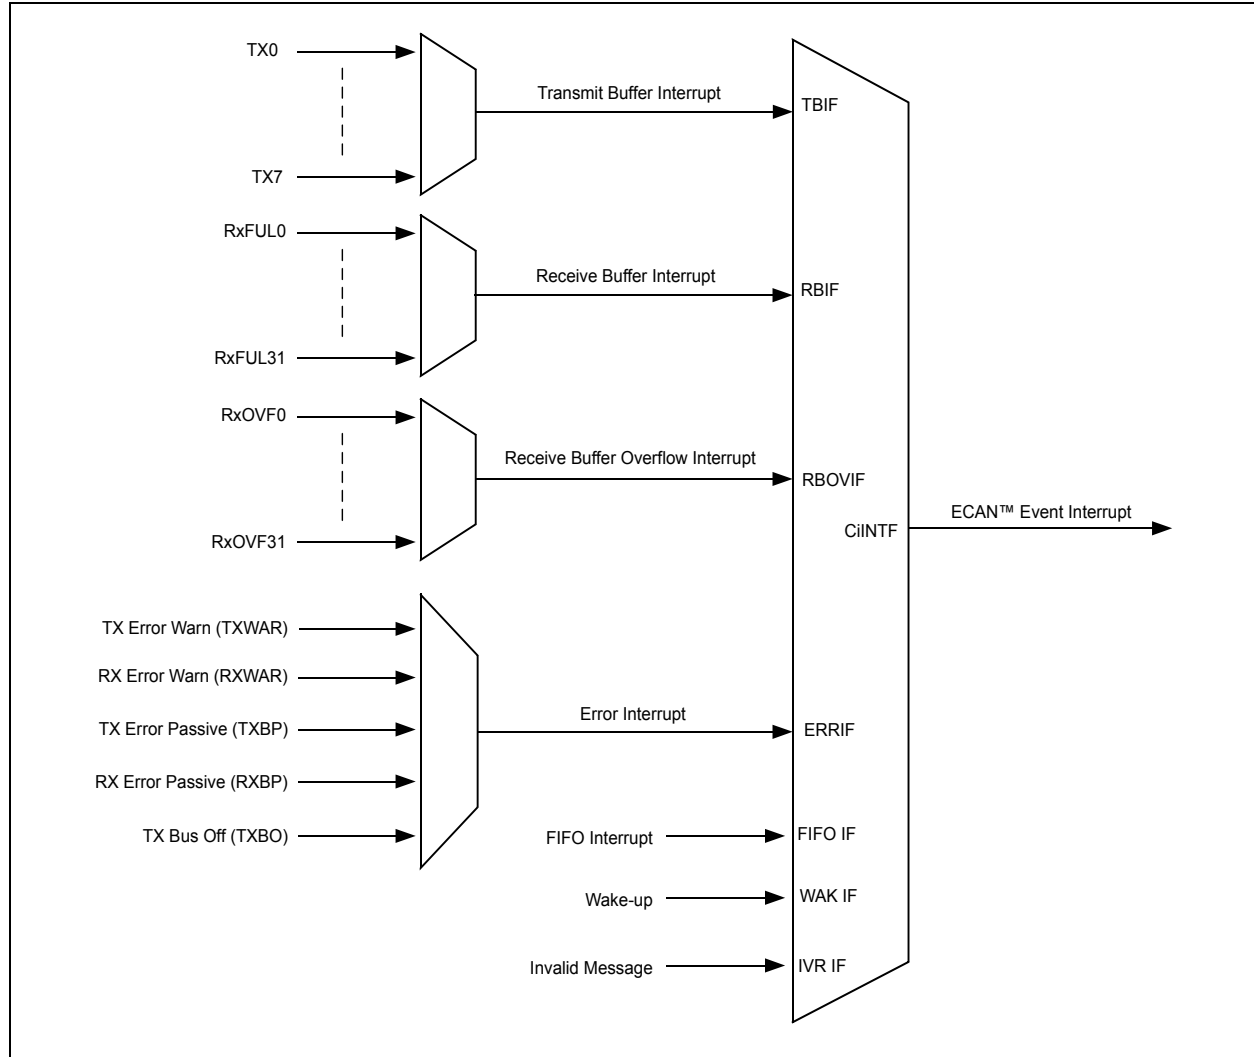 TX0
Transmit Buffer Interrupt
TBIF
TX7
RxFUL0
Receive Buffer Interrupt
RBIF
RxFUL31
RxOVF0
Receive Buffer Overflow Interrupt
RBOVIF
RxOVF31
CiINTF
ECAN™ Event Interrupt
TX Error Warn (TXWAR)
RX Error Warn (RXWAR)
TX Error Passive (TXBP)
Error Interrupt
ERRIF
RX Error Passive (RXBP)
TX Bus Off (TXBO)
FIFO Interrupt
FIFO IF
Wake-up
WAK IF
Invalid Message
IVR IF